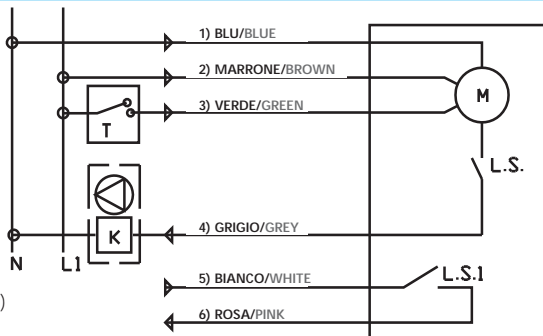 1) BLU/BLUE
2) MARRONE/BROWN
3) VERDE/GREEN
T
M
L.S.
K
4) GRIGIO/GREY
N L1
5) BIANCO/WHITE
L.S.1
)
6) ROSA/PINK